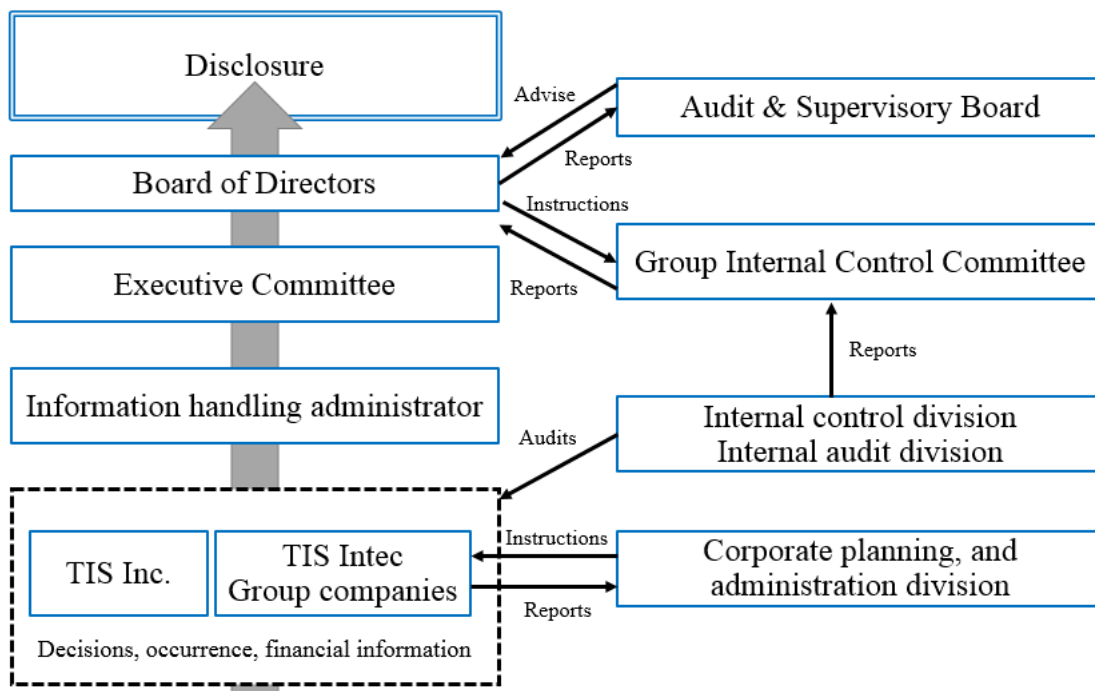 Disclosure
Advise
Audit & Supervisory Board
Reports
Board of Directors
Instructions
Group Internal Control Committee
Executive Committee
Reports
Reports
Information handling administrator
Internal control division
Internal audit division
Audits
TIS Inc.
TIS Intec
Group companies
Instructions
Corporate planning, and
administration division
Reports
Decisions, occurrence, financial information